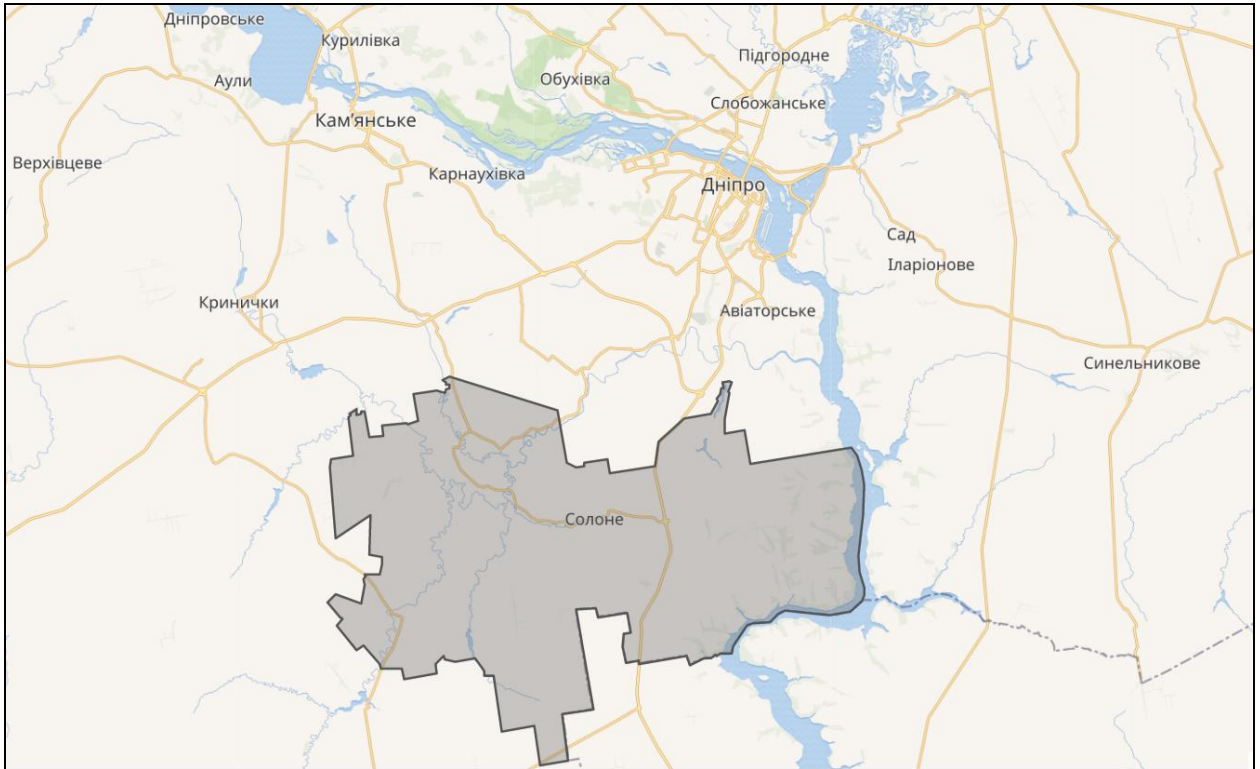 Дніпровське
Курилівка
Підгородне
Аули
Обухівка
Слобожанське
Кам'янське
Верхівцеве
Карнаухівка
Дніпро
Сад
Іларіонове
Кринички
Авіаторське
Синельникове
Солоне